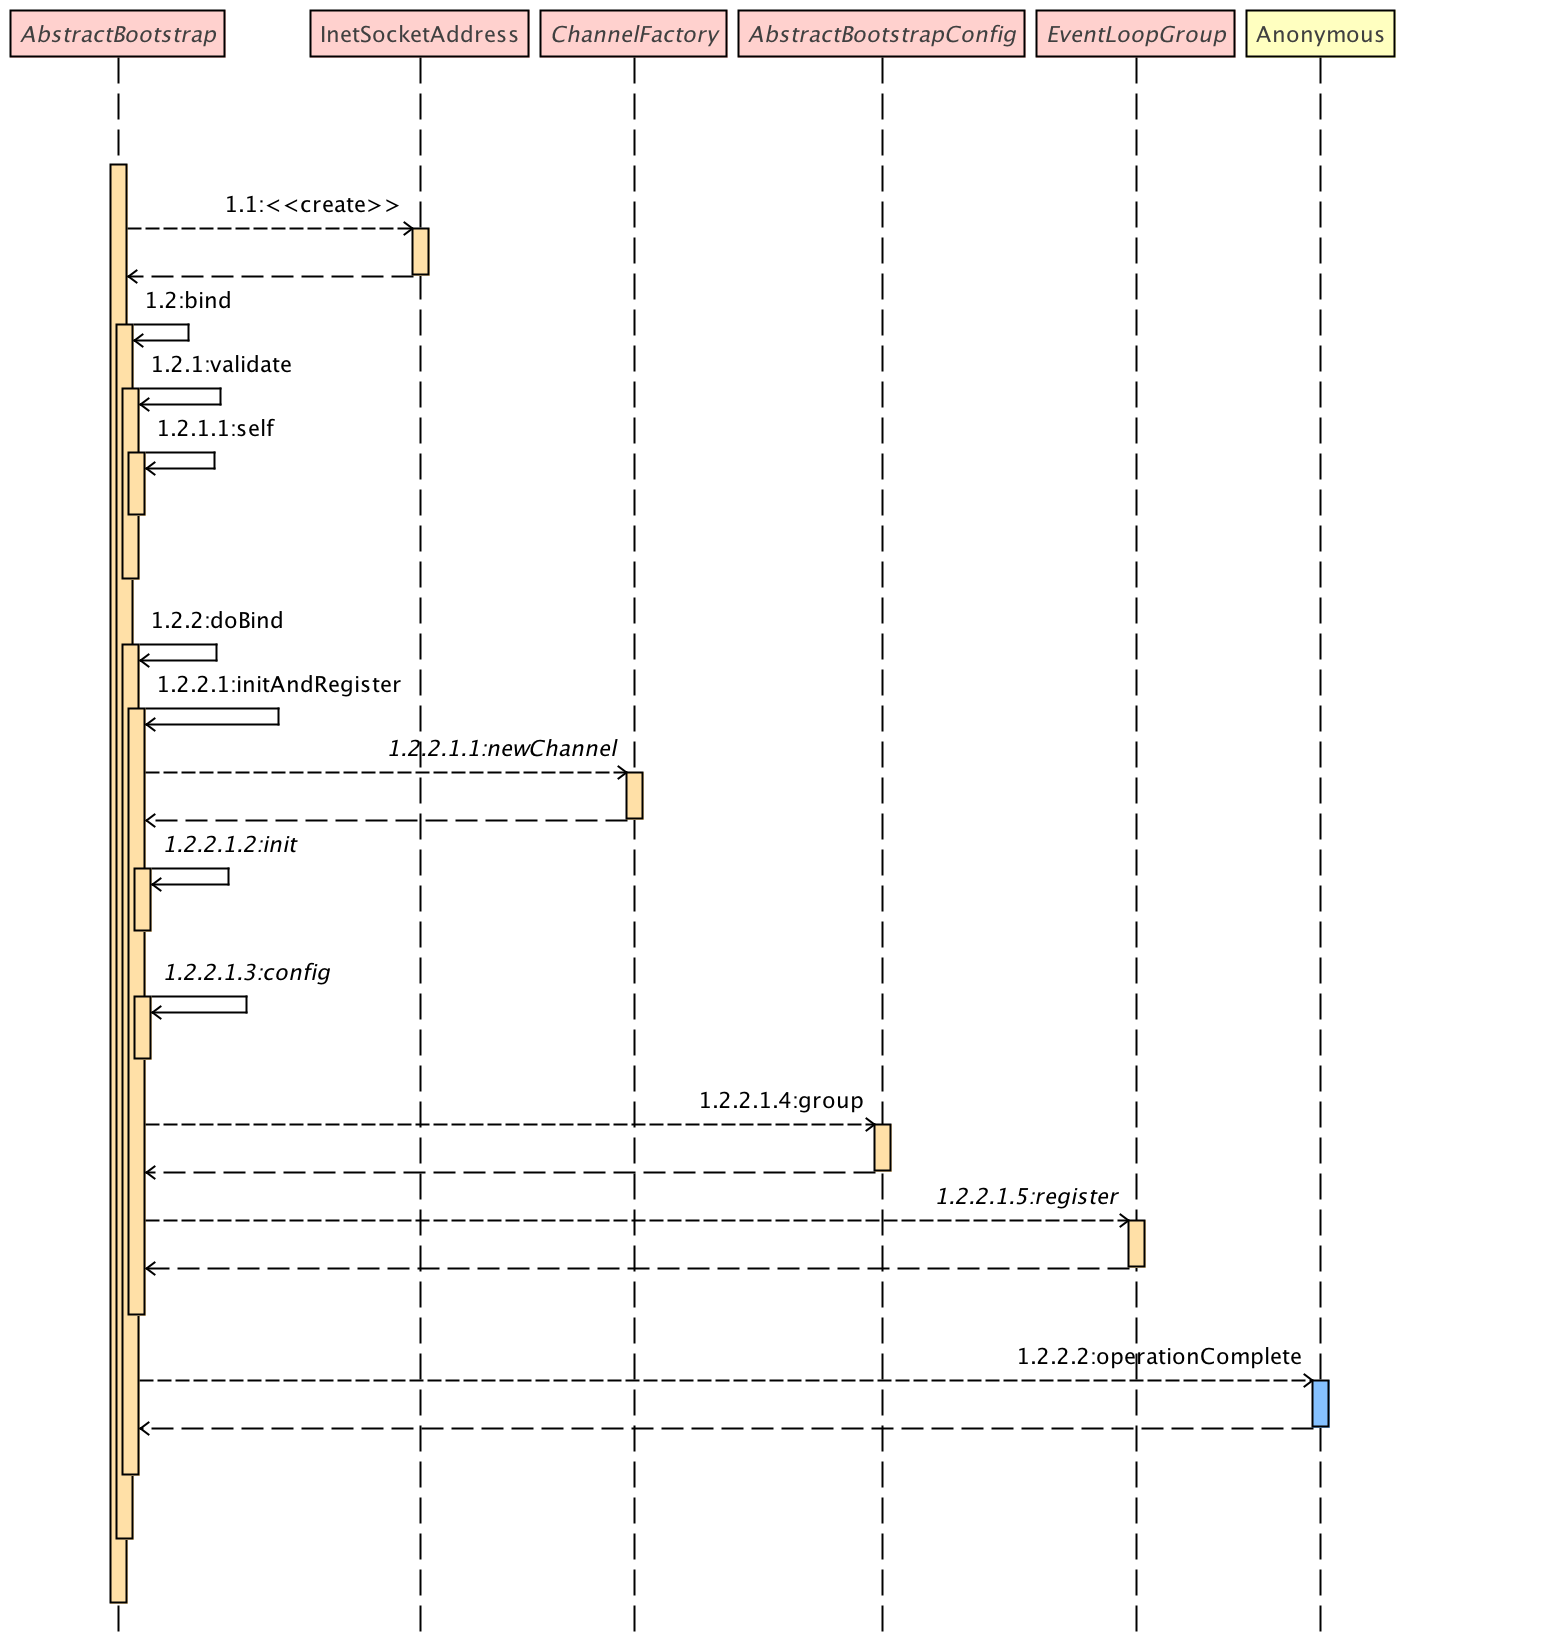 AbstractBootstrap
InetSocketAddress
ChannelFactory
AbstractBootstrapConfig
EventLoopGroup
Anonymous
1.1:<<create>>
1.2:bind
1.2.1:validate
1.2.1.1:self
1.2.2:doBind
1.2.2.1:initAndRegister
1.2.2.1.1:newChannel
1.2.2.1.2:init
1.2.2.1.3:config
1.2.2.1.4:group
1.2.2.1.5:register
1.2.2.2:operationComplete